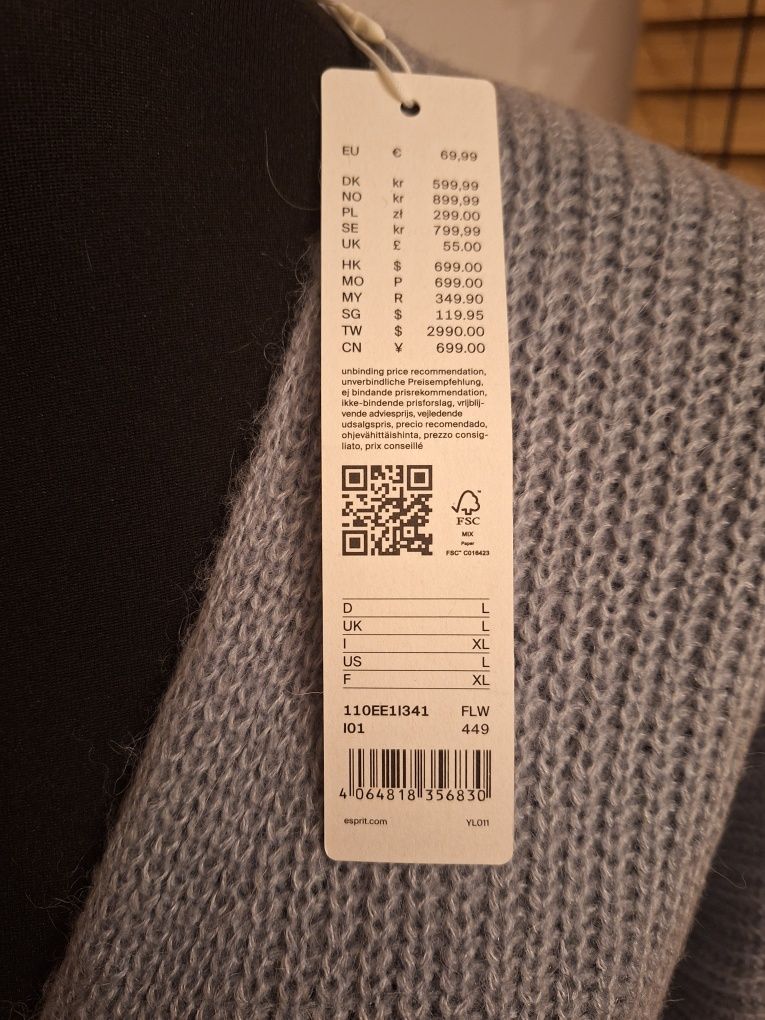 EU € 69,99
DK kr 599,99
NO kr 899,99
PL zł 299.00
SE kr 799,99
UK £ 55.00
HK $ 699.00
MO P 699.00
MY R 349.90
SG $ 119.95
TW $ 2990.00
CN ¥ 699.00
unbinding price recommendation,
unverbindliche Preisempfehlung,
ej bindande prisrekommendation,
ikke-bindende prisforslag, vrijblij-
vende adviesprijs, vejledende
udsalgspris, precio recomendado,
ohjevähittäishinta, prezzo consig-
liato, prix conseillé
FSC
MIX
Paper
FSC™ C016423
D L
UK L
I XL
US L
F XL
110EE1I341 FLW
I01 449
4 064818 356830
esprit.com YL011